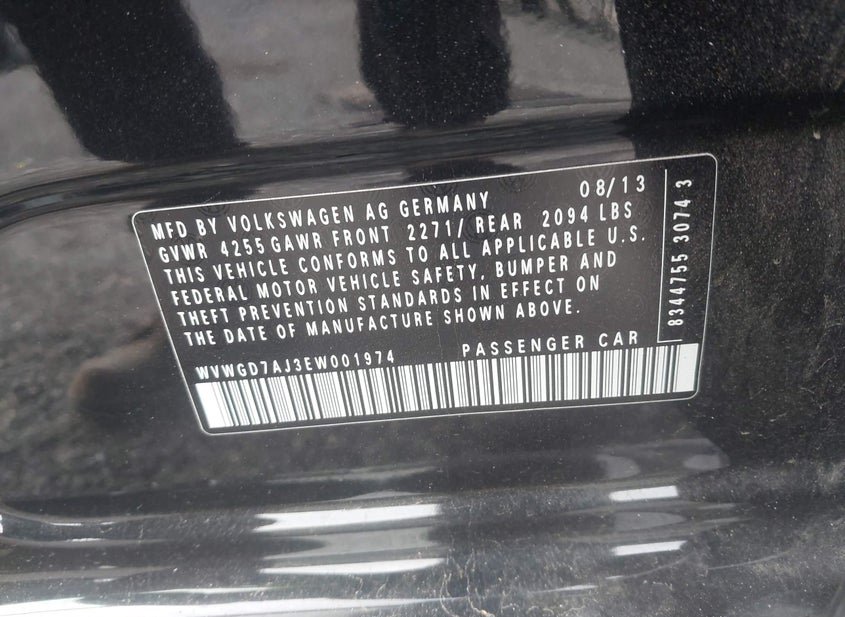 08/13
MFD BY VOLKSWAGEN AG GERMANY
GVWR 4255 GAWR FRONT 2271/ REAR 2094 LBS
THIS VEHICLE CONFORMS TO ALL APPLICABLE U.S.
FEDERAL MOTOR VEHICLE SAFETY, BUMPER AND
THEFT PREVENTION STANDARDS IN EFFECT ON
THE DATE OF MANUFACTURE SHOWN ABOVE.
WVWGD7AJ3EW001974 PASSENGER CAR
8344755 3074 3